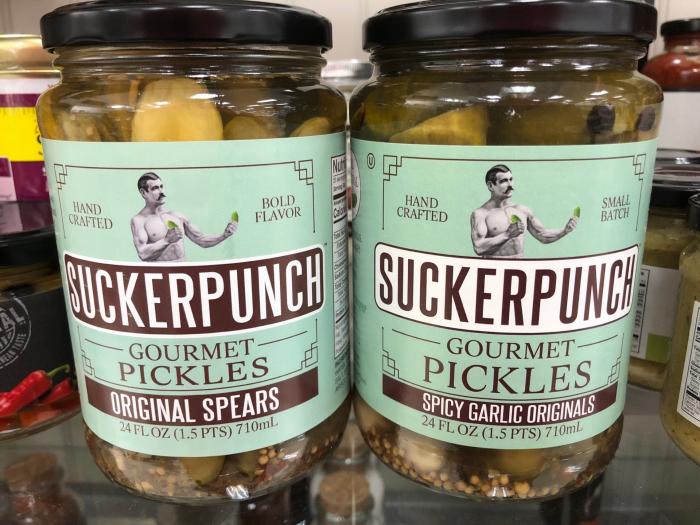 HAND
CRAFTED
BOLD
FLAVOR
SUCKERPUNCH
GOURMET
PICKLES
ORIGINAL SPEARS
24 FL OZ (1.5 PTS) 710mL
HAND
CRAFTED
SMALL
BATCH
SUCKERPUNCH
GOURMET
PICKLES
SPICY GARLIC ORIGINALS
24 FL OZ (1.5 PTS) 710mL